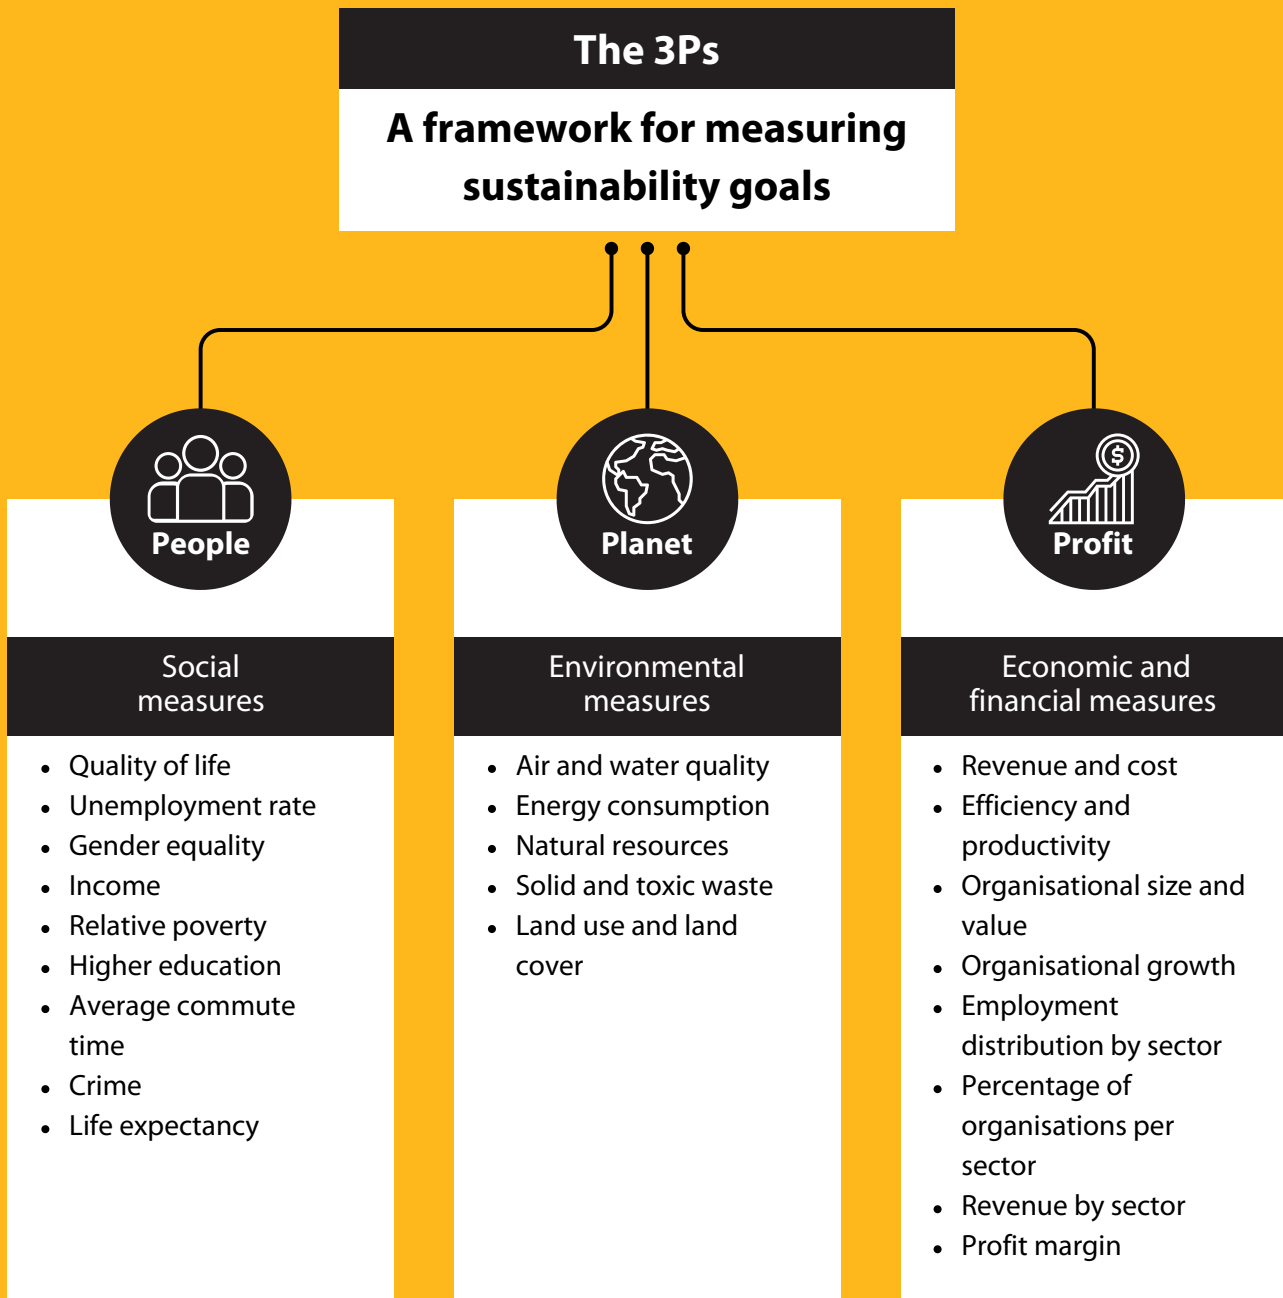 The 3Ps
A framework for measuring
sustainability goals
People
Social
measures
• Quality of life
• Unemployment rate
• Gender equality
• Income
• Relative poverty
• Higher education
• Average commute
time
• Crime
• Life expectancy
Planet
Environmental
measures
• Air and water quality
• Energy consumption
• Natural resources
• Solid and toxic waste
• Land use and land
cover
$
Profit
Economic and
financial measures
• Revenue and cost
• Efficiency and
productivity
• Organisational size and
value
• Organisational growth
• Employment
distribution by sector
• Percentage of
organisations per
sector
• Revenue by sector
• Profit margin